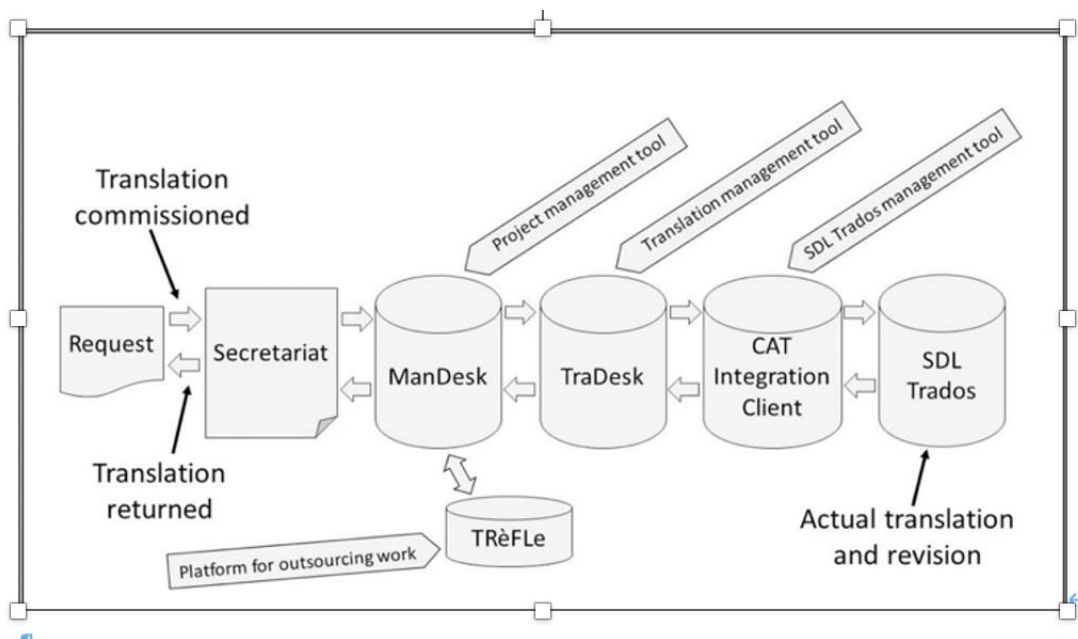 Translation
commissioned
Project management tool
Translation management tool
SDL Trados management tool
Request
Secretariat
ManDesk
TraDesk
CAT
Integration
Client
SDL
Trados
Translation
returned
TRèFLe
Platform for outsourcing work
Actual translation
and revision